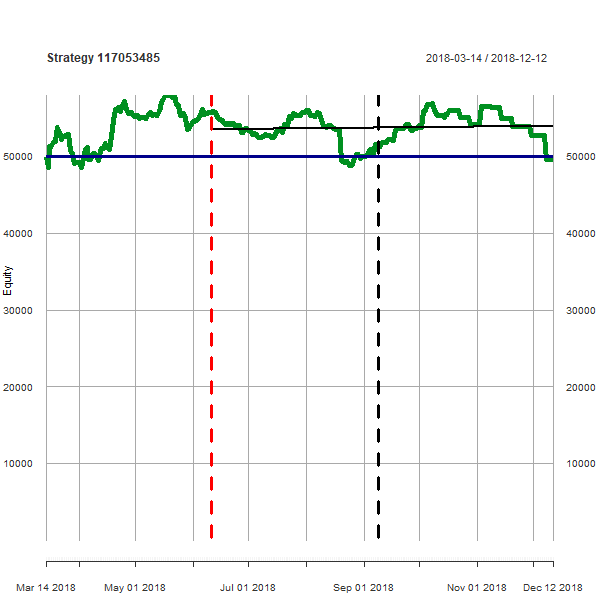 Strategy 117053485
2018-03-14 / 2018-12-12
50000
50000
40000
40000
Equity
30000
30000
20000
20000
10000
10000
Mar 14 2018
May 01 2018
Jul 01 2018
Sep 01 2018
Nov 01 2018
Dec 12 2018